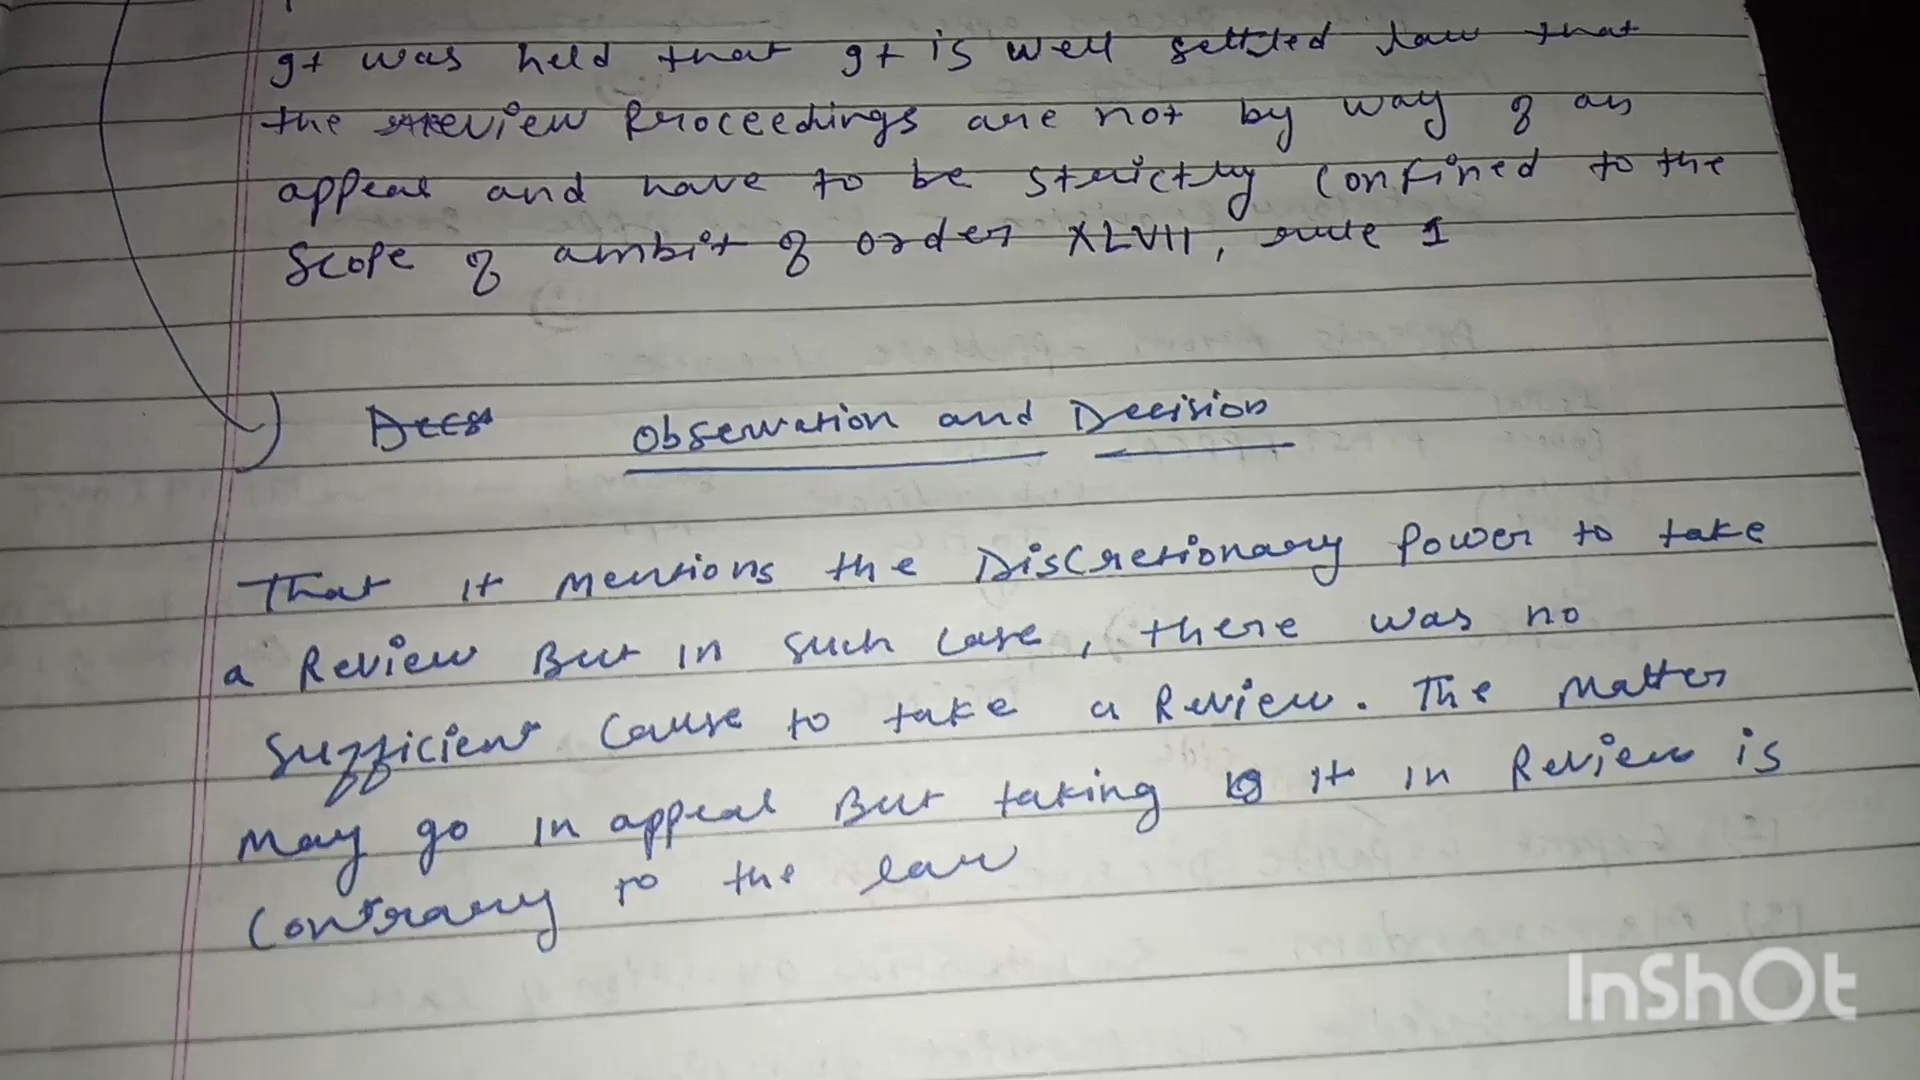 It was held that It is well settled law that
the review Proceedings are not by way of an
appeal and have to be strictly confined to the
Scope of ambit of order XLVII, rule 1
Decs Observation and Decision
That it mentions the Discretionary Power to take
a Review But in such case, there was no
Sufficient Cause to take a Review. The Matter
May go in appeal But taking it in Review is
Contrary to the law
InShOt